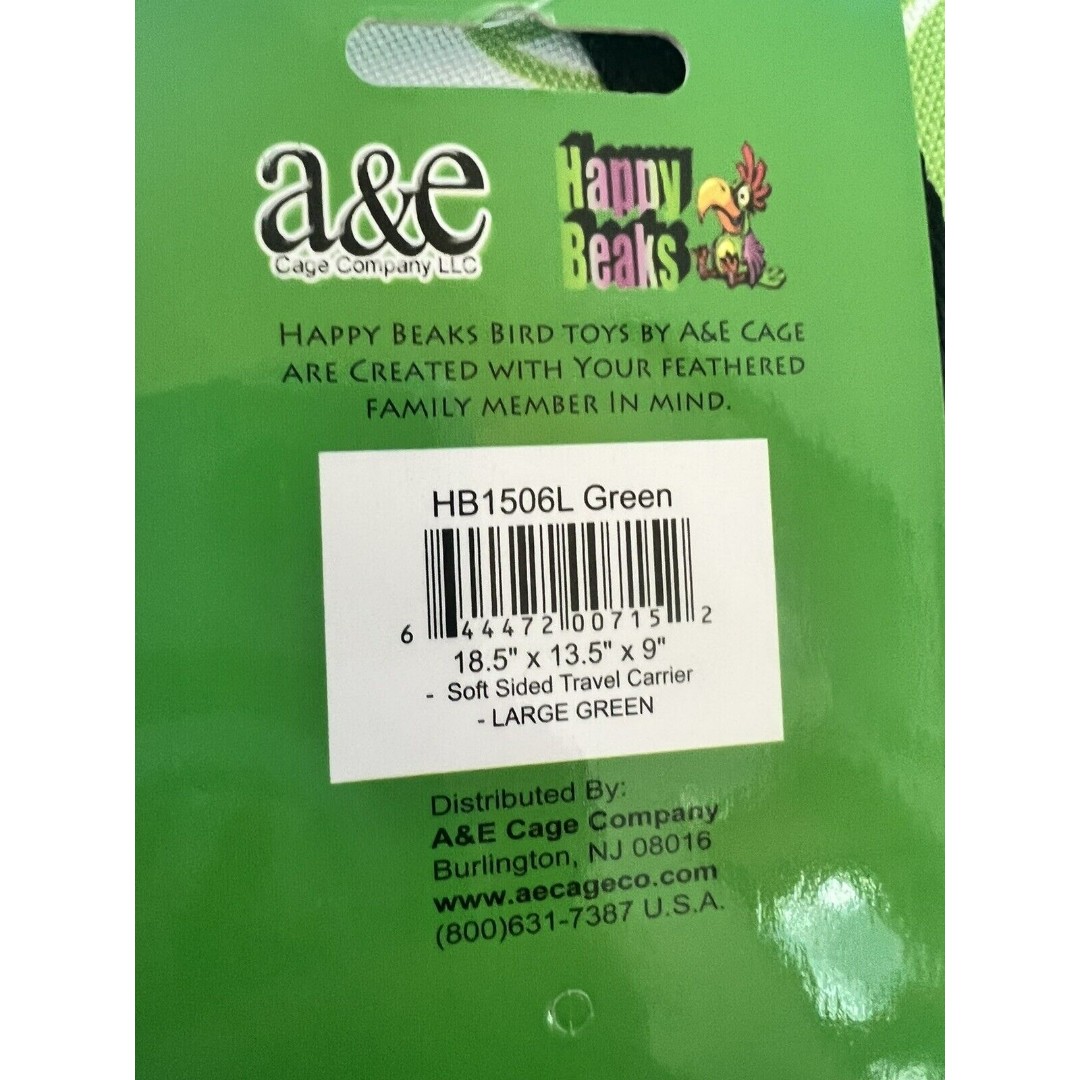 a&e
Cage Company LLC
Happy
Beaks
HAPPY BEAKS BIRD TOYS BY A&E CAGE
ARE CREATED WITH YOUR FEATHERED
FAMILY MEMBER IN MIND.
HB1506L Green
6 44472 00715 2
18.5" x 13.5" x 9"
- Soft Sided Travel Carrier
- LARGE GREEN
Distributed By:
A&E Cage Company
Burlington, NJ 08016
www.aecageco.com
(800)631-7387 U.S.A.